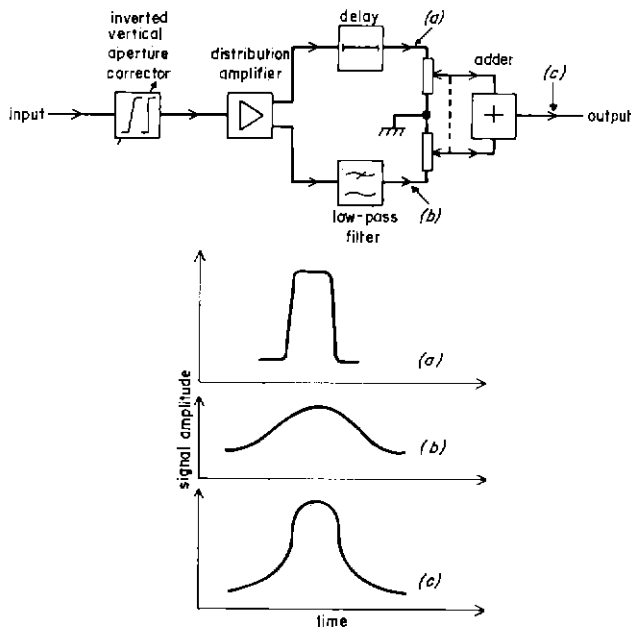 inverted
vertical
aperture
corrector
distribution
amplifier
delay
(a)
adder
(c)
input
+
output
low-pass
filter
(b)
signal amplitude
(a)
(b)
(c)
time